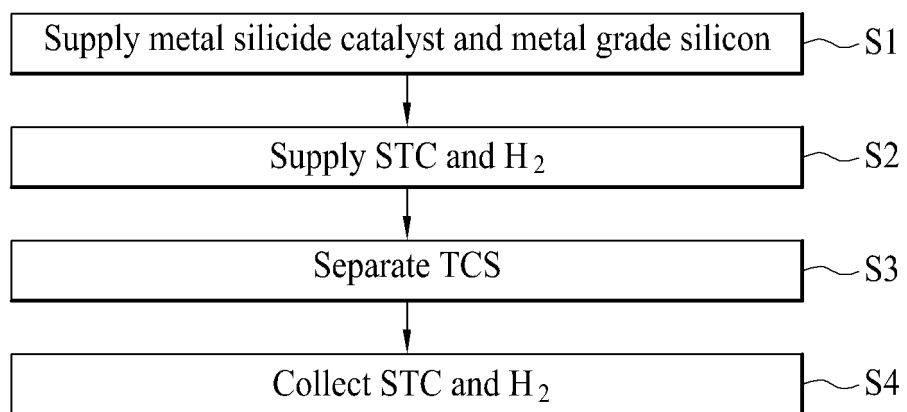 Supply metal silicide catalyst and metal grade silicon S1
Supply STC and H₂ S2
Separate TCS S3
Collect STC and H₂ S4